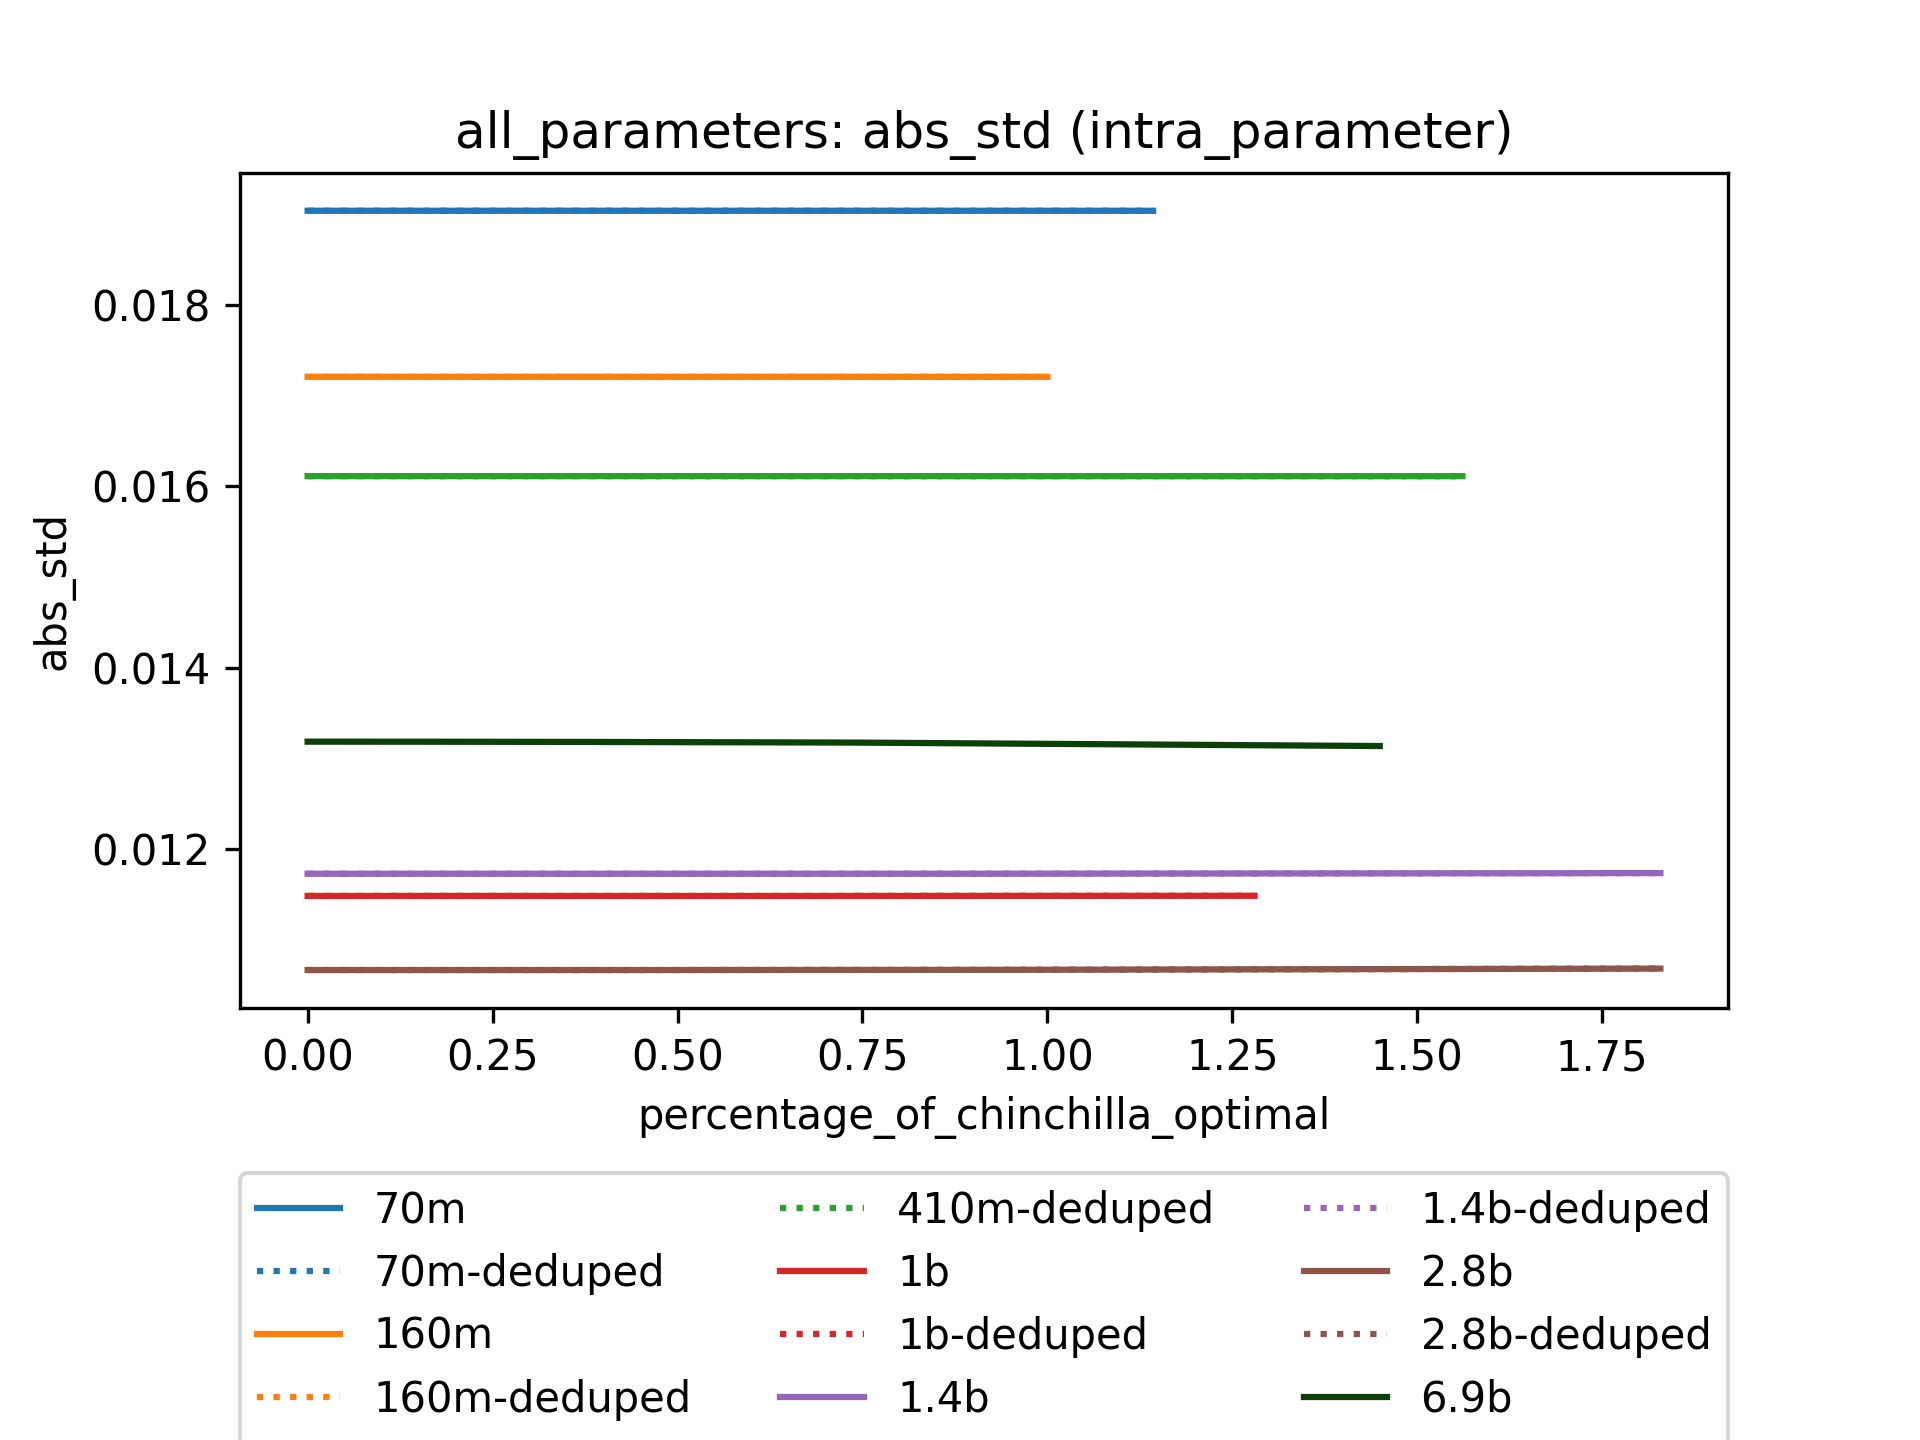 all_parameters: abs_std (intra_parameter)
abs_std
0.018
0.016
0.014
0.012
0.00 0.25 0.50 0.75 1.00 1.25 1.50 1.75
percentage_of_chinchilla_optimal
70m
70m-deduped
160m
160m-deduped
410m-deduped
1b
1b-deduped
1.4b
1.4b-deduped
2.8b
2.8b-deduped
6.9b